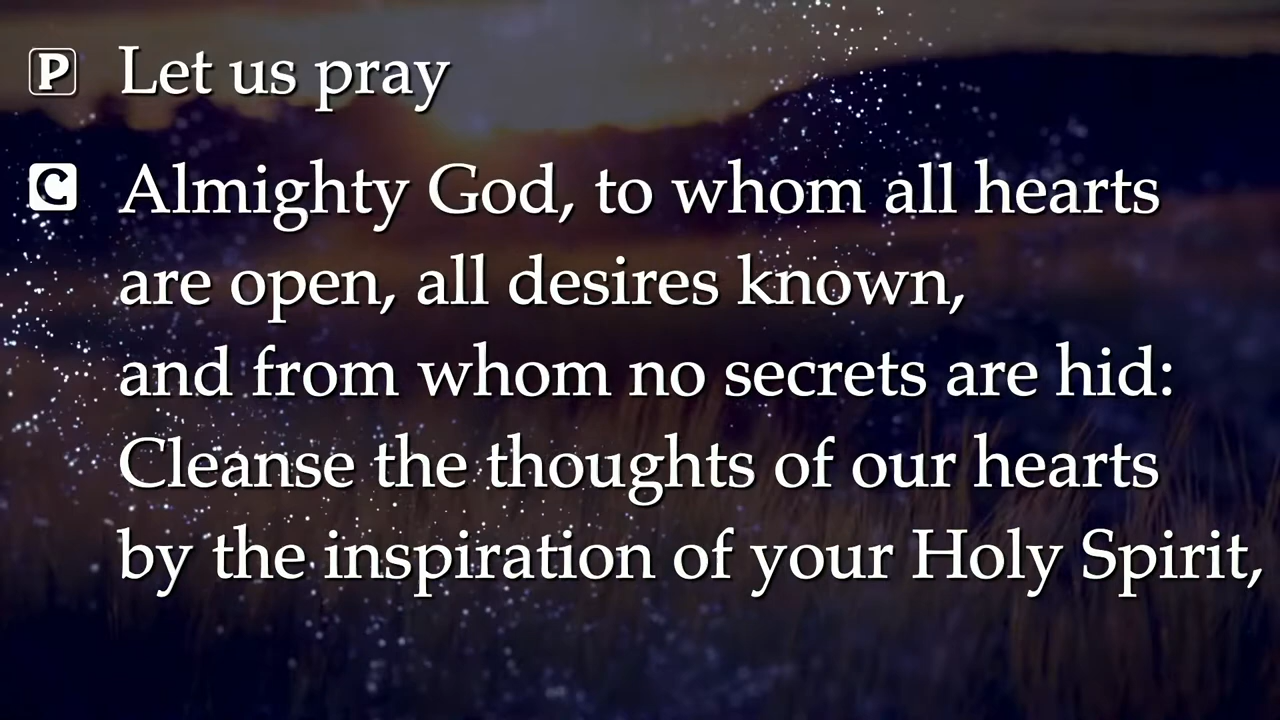 P Let us pray
C Almighty God, to whom all hearts
are open, all desires known,
and from whom no secrets are hid:
Cleanse the thoughts of our hearts
by the inspiration of your Holy Spirit,